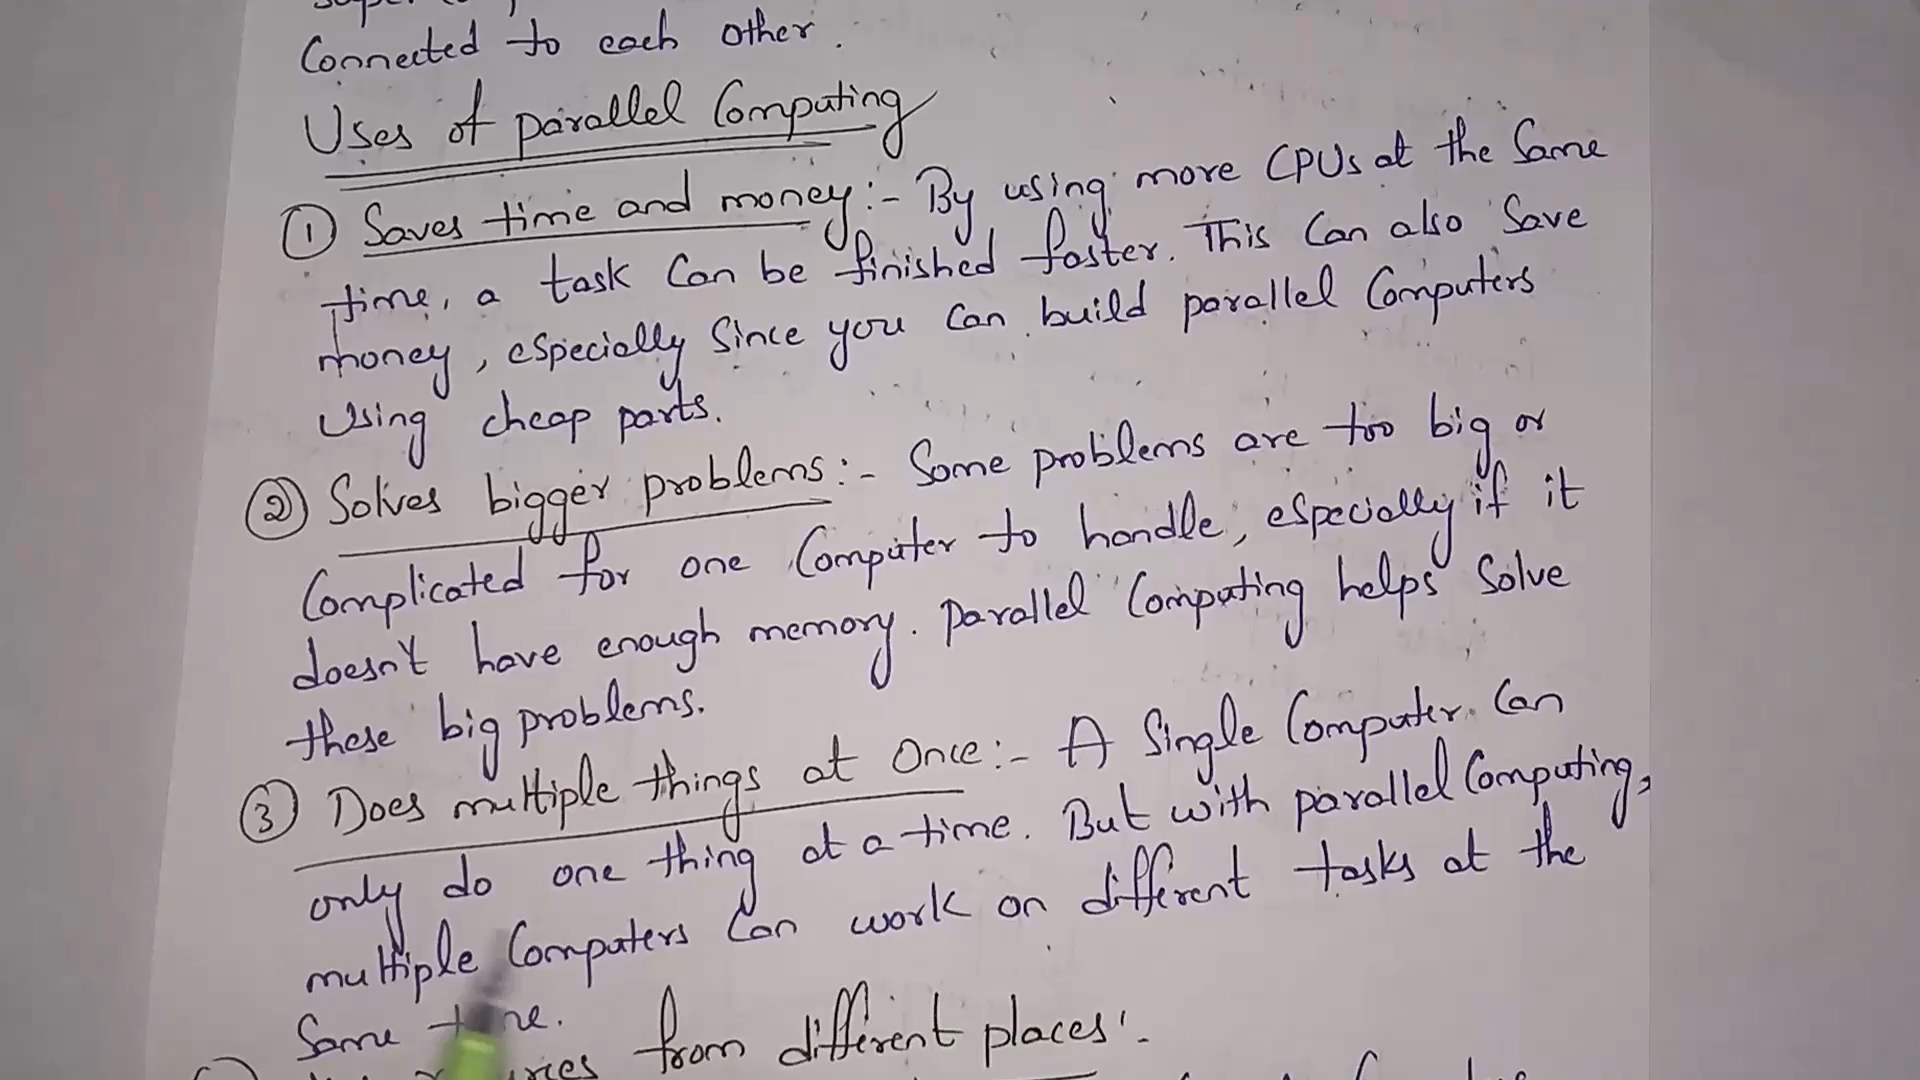 Connected to each other.
Uses of parallel Computing
① Saves time and money:- By using more CPUs at the Same
time, a task Can be finished faster. This Can also Save
money, especially Since you Can build parallel Computers
Using cheap parts.
② Solves bigger problems:- Some problems are too big or
Complicated for one Computer to handle, especially if it
doesn't have enough memory. Parallel Computing helps Solve
these big problems.
③ Does multiple things at Once:- A Single Computer Can
only do one thing at a time. But with parallel Computing,
multiple Computers Can work on different tasks at the
Same time.
from different places: